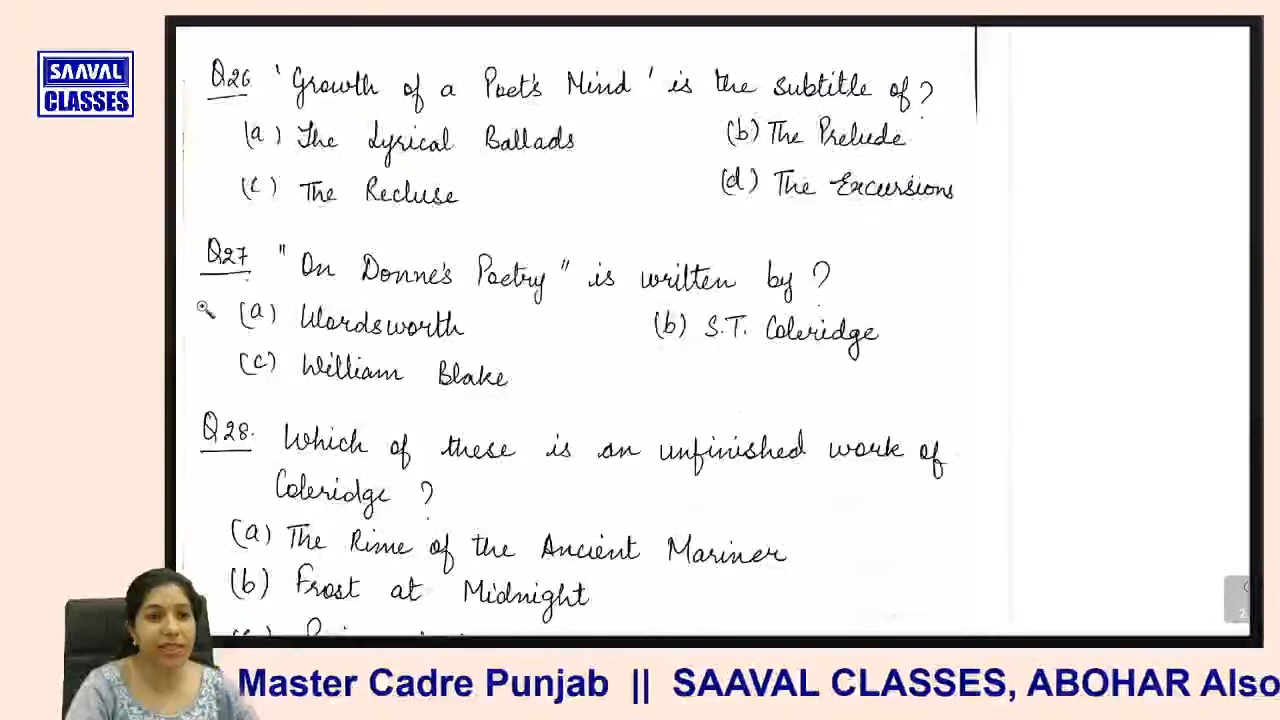 SAAVAL
CLASSES
Q26 'Growth of a Poet's Mind' is the subtitle of?
(a) The Lyrical Ballads (b) The Prelude
(c) The Recluse (d) The Excursions
Q27 "On Donne's Poetry" is written by?
(a) Wordsworth (b) S.T. Coleridge
(c) William Blake
Q28. Which of these is an unfinished work of
Coleridge ?
(a) The Rime of the Ancient Mariner
(b) Frost at Midnight
Master Cadre Punjab || SAAVAL CLASSES, ABOHAR Also